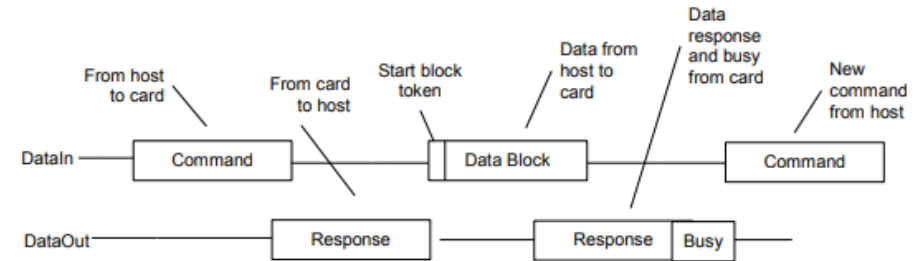 From host
to card
From card
to host
Start block
token
Data from
host to
card
Data
response
and busy
from card
New
command
from host
DataIn
Command
Data Block
Command
DataOut
Response
Response
Busy